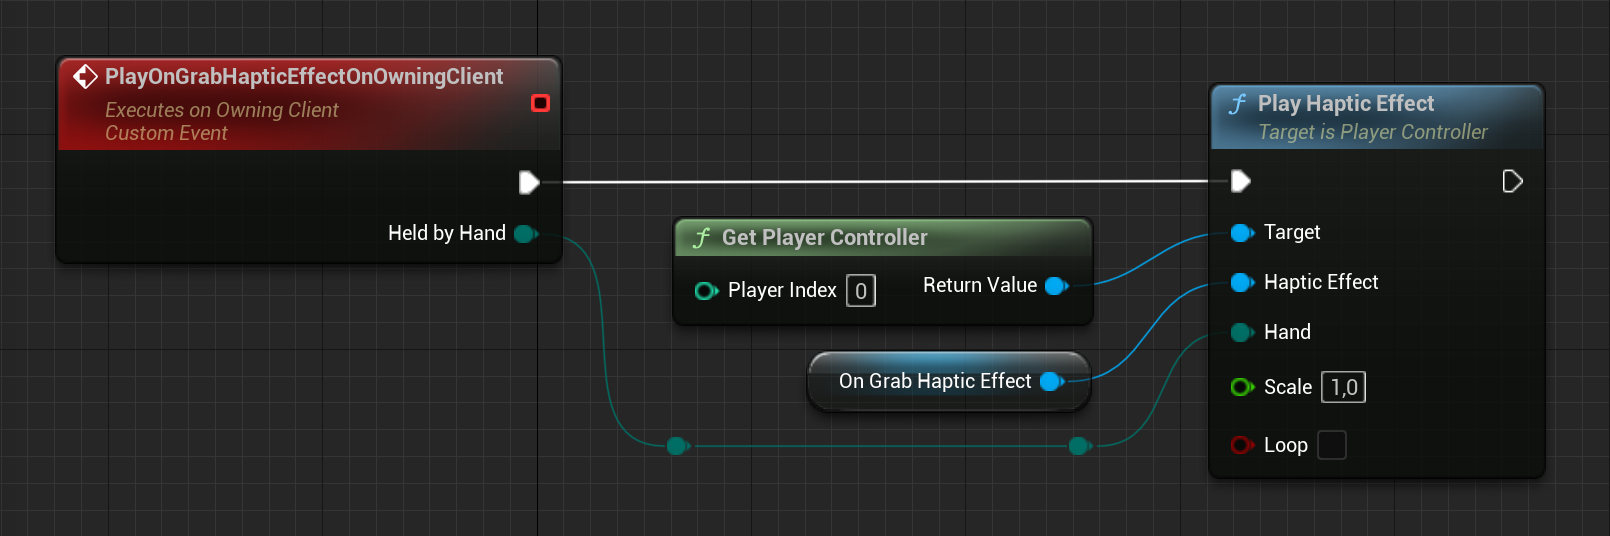 PlayOnGrabHapticEffectOnOwningClient
Executes on Owning Client
Custom Event
Held by Hand
f Get Player Controller
Player Index 0
Return Value
On Grab Haptic Effect
f Play Haptic Effect
Target is Player Controller
Target
Haptic Effect
Hand
Scale 1,0
Loop